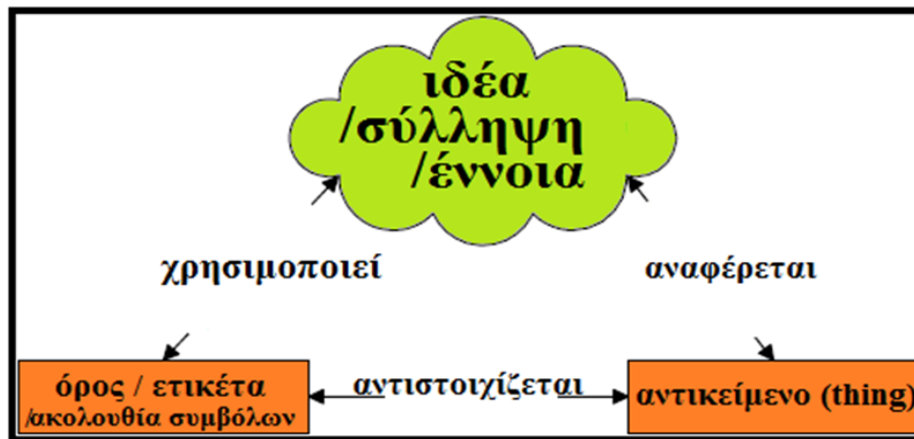 ιδέα
/σύλληψη
/έννοια
χρησιμοποιεί
αναφέρεται
όρος / ετικέτα
/ακολουθία συμβόλων
αντιστοιχίζεται
αντικείμενο (thing)